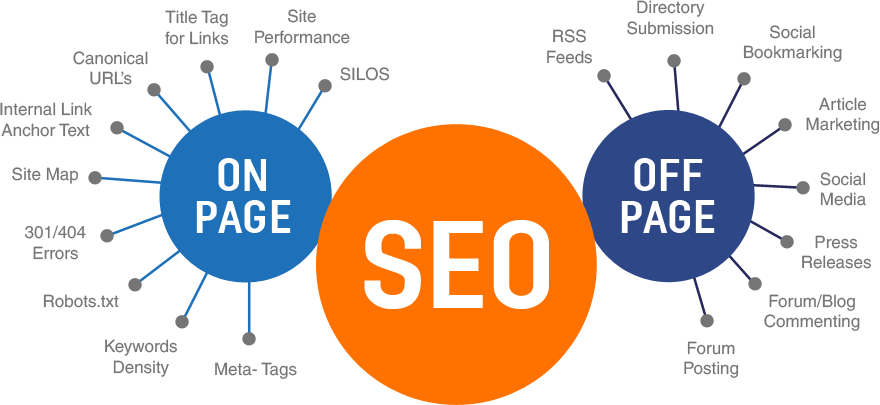 Title Tag
for Links
Site
Performance
Canonical
URL's
SILOS
Internal Link
Anchor Text
Site Map
301/404
Errors
Robots.txt
Keywords
Density
Meta- Tags
ON
PAGE
SEO
OFF
PAGE
RSS
Feeds
Directory
Submission
Social
Bookmarking
Article
Marketing
Social
Media
Press
Releases
Forum/Blog
Commenting
Forum
Posting